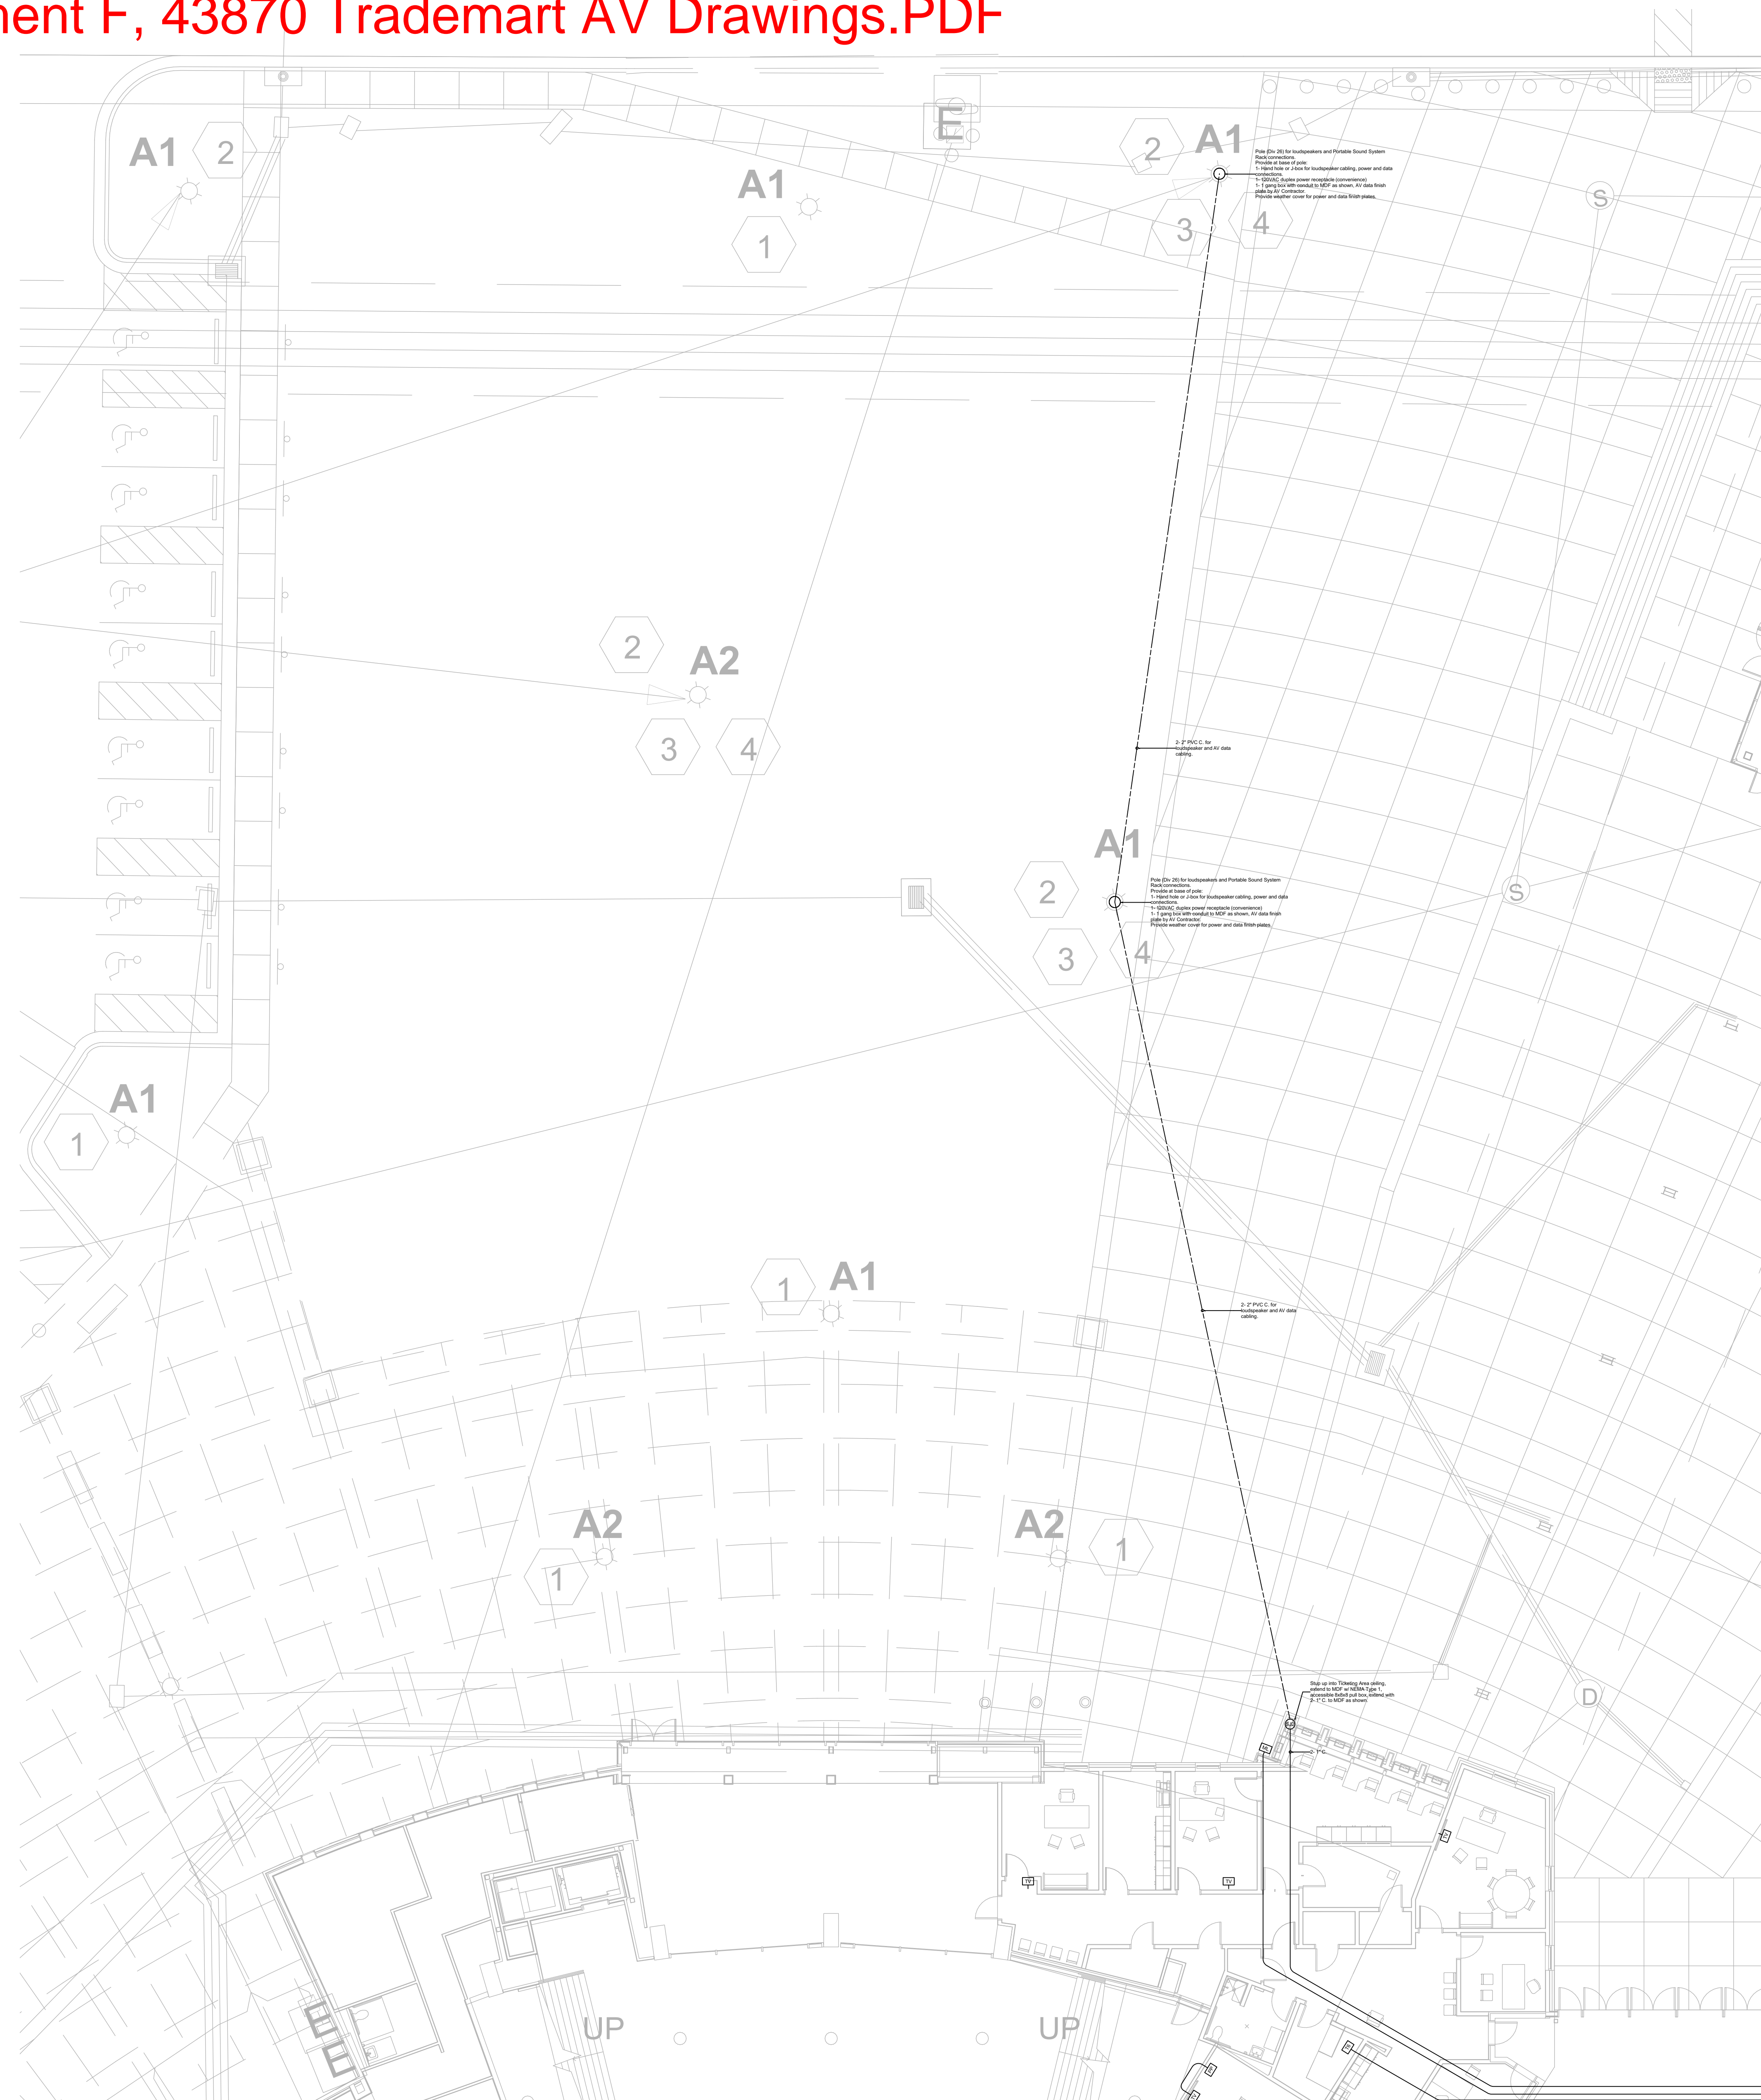 ment F, 43870 Trademart AV Drawings.PDF
E
A1
2
A1
1
2
A1
Pole (Div 26) for loudspeakers and Portable Sound System
Rack connections.
Provide at base of pole:
1- Hand hole or J-box for loudspeaker cabling, power and data
connections.
1- 120VAC duplex power receptacle (convenience)
1- 1 gang box with conduit to MDF as shown, AV data finish
plate by AV Contractor.
Provide weather cover for power and data finish plates.
3
4
S
2
A2
3
4
2- 2" PVC C. for
loudspeaker and AV data
cabling.
A1
2
Pole (Div 26) for loudspeakers and Portable Sound System
Rack connections.
Provide at base of pole:
1- Hand hole or J-box for loudspeaker cabling, power and data
connections.
1- 120VAC duplex power receptacle (convenience)
1- 1 gang box with conduit to MDF as shown, AV data finish
plate by AV Contractor.
Provide weather cover for power and data finish plates.
S
3
4
A1
1
1
A1
2- 2" PVC C. for
loudspeaker and AV data
cabling.
A2
1
A2
1
Stub up into Ticketing Area ceiling,
extend to MDF w/ NEMA Type 1,
accessible 8x8x8 pull box, extend with
2- 1" C. to MDF as shown.
D
ML
2- 1" C.
TV
TV
TV
UP
UP
E
E